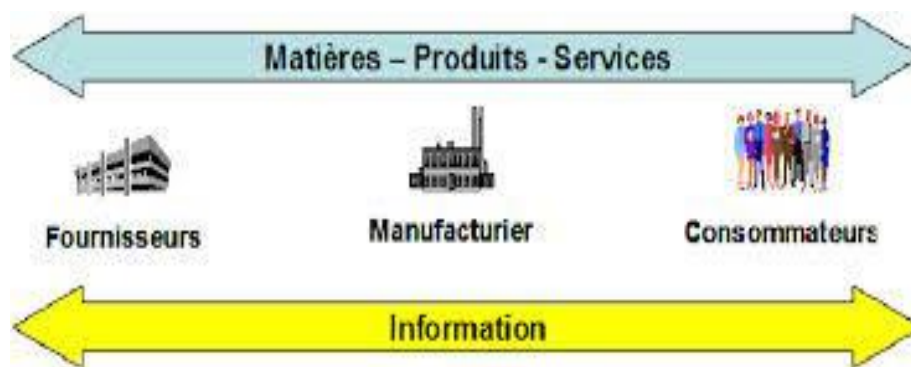 Matières – Produits - Services
Fournisseurs
Manufacturier
Consommateurs
Information